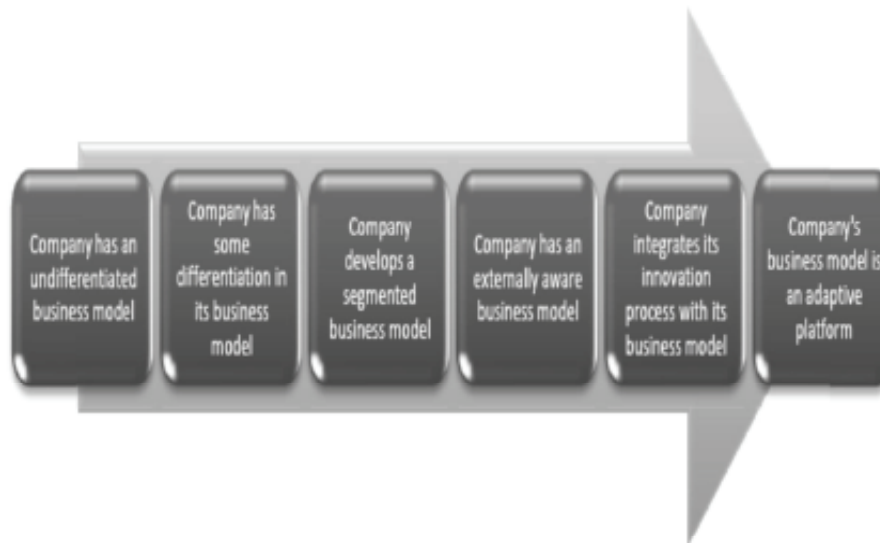 Company has an
undifferentiated
business model
Company has
some
differentiation in
its business
model
Company
develops a
segmented
business model
Company has an
externally aware
business model
Company
integrates its
innovation
process with its
business model
Company's
business model is
an adaptive
platform